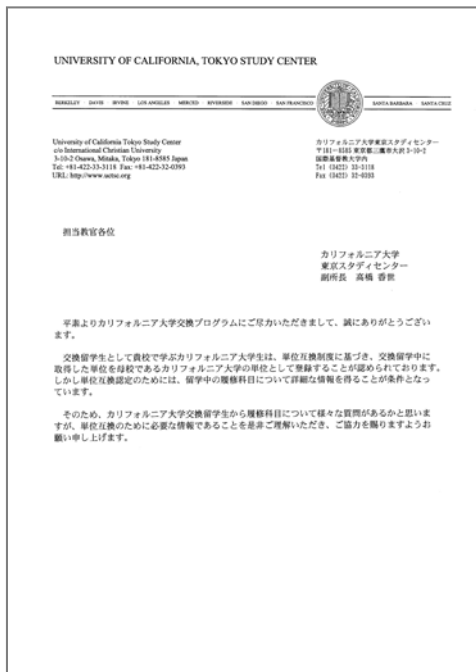 UNIVERSITY OF CALIFORNIA, TOKYO STUDY CENTER
BERKELEY DAVIS IRVINE LOS ANGELES MERCED RIVERSIDE SAN DIEGO SAN FRANCISCO SANTA BARBARA SANTA CRUZ
University of California Tokyo Study Center
c/o International Christian University
3-10-2 Osawa, Mitaka, Tokyo 181-8585 Japan
Tel: +81-422-33-3118 Fax: +81-422-32-0393
URL: http://www.uctsc.org
カリフォルニア大学東京スタディセンター
〒181-8585 東京都三鷹市大沢 3-10-2
国際基督教大学内
Tel (0422) 33-3118
Fax (0422) 32-0393
担当教官各位
カリフォルニア大学
東京スタディセンター
副所長 高橋 香世
平素よりカリフォルニア大学交換プログラムにご尽力いただきまして、誠にありがとうござい
ます。
交換留学生として貴校で学ぶカリフォルニア大学生は、単位互換制度に基づき、交換留学中に
取得した単位を母校であるカリフォルニア大学の単位として登録することが認められております。
しかし単位互換認定のためには、留学中の履修科目について詳細な情報を得ることが条件となっ
ています。
そのため、カリフォルニア大学交換留学生から履修科目について様々な質問があるかと思いま
すが、単位互換のために必要な情報であることを是非ご理解いただき、ご協力を賜りますようお
願い申し上げます。